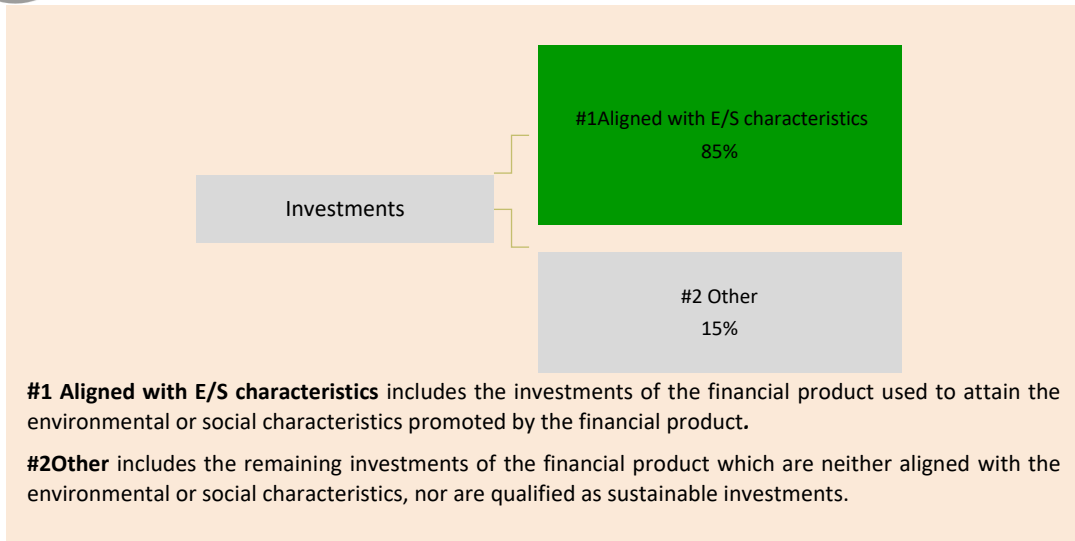 #1Aligned with E/S characteristics
85%
Investments
#2 Other
15%
#1 Aligned with E/S characteristics includes the investments of the financial product used to attain the
environmental or social characteristics promoted by the financial product.
#2Other includes the remaining investments of the financial product which are neither aligned with the
environmental or social characteristics, nor are qualified as sustainable investments.